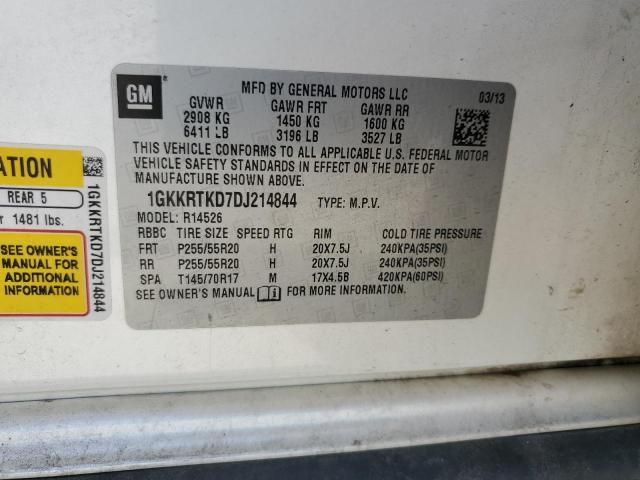 GM
MFD BY GENERAL MOTORS LLC
03/13
GVWR GAWR FRT GAWR RR
2908 KG 1450 KG 1600 KG
6411 LB 3196 LB 3527 LB
THIS VEHICLE CONFORMS TO ALL APPLICABLE U.S. FEDERAL MOTOR
VEHICLE SAFETY STANDARDS IN EFFECT ON THE DATE OF
MANUFACTURE SHOWN ABOVE.
1GKKRTKD7DJ214844 TYPE: M.P.V.
MODEL: R14526
RBBC TIRE SIZE SPEED RTG RIM COLD TIRE PRESSURE
FRT P255/55R20 H 20X7.5J 240KPA(35PSI)
RR P255/55R20 H 20X7.5J 240KPA(35PSI)
SPA T145/70R17 M 17X4.5B 420KPA(60PSI)
SEE OWNER'S MANUAL FOR MORE INFORMATION.
ATION
REAR 5
r 1481 lbs.
SEE OWNER'S
MANUAL FOR
ADDITIONAL
INFORMATION
1GKKRTKD7DJ214844